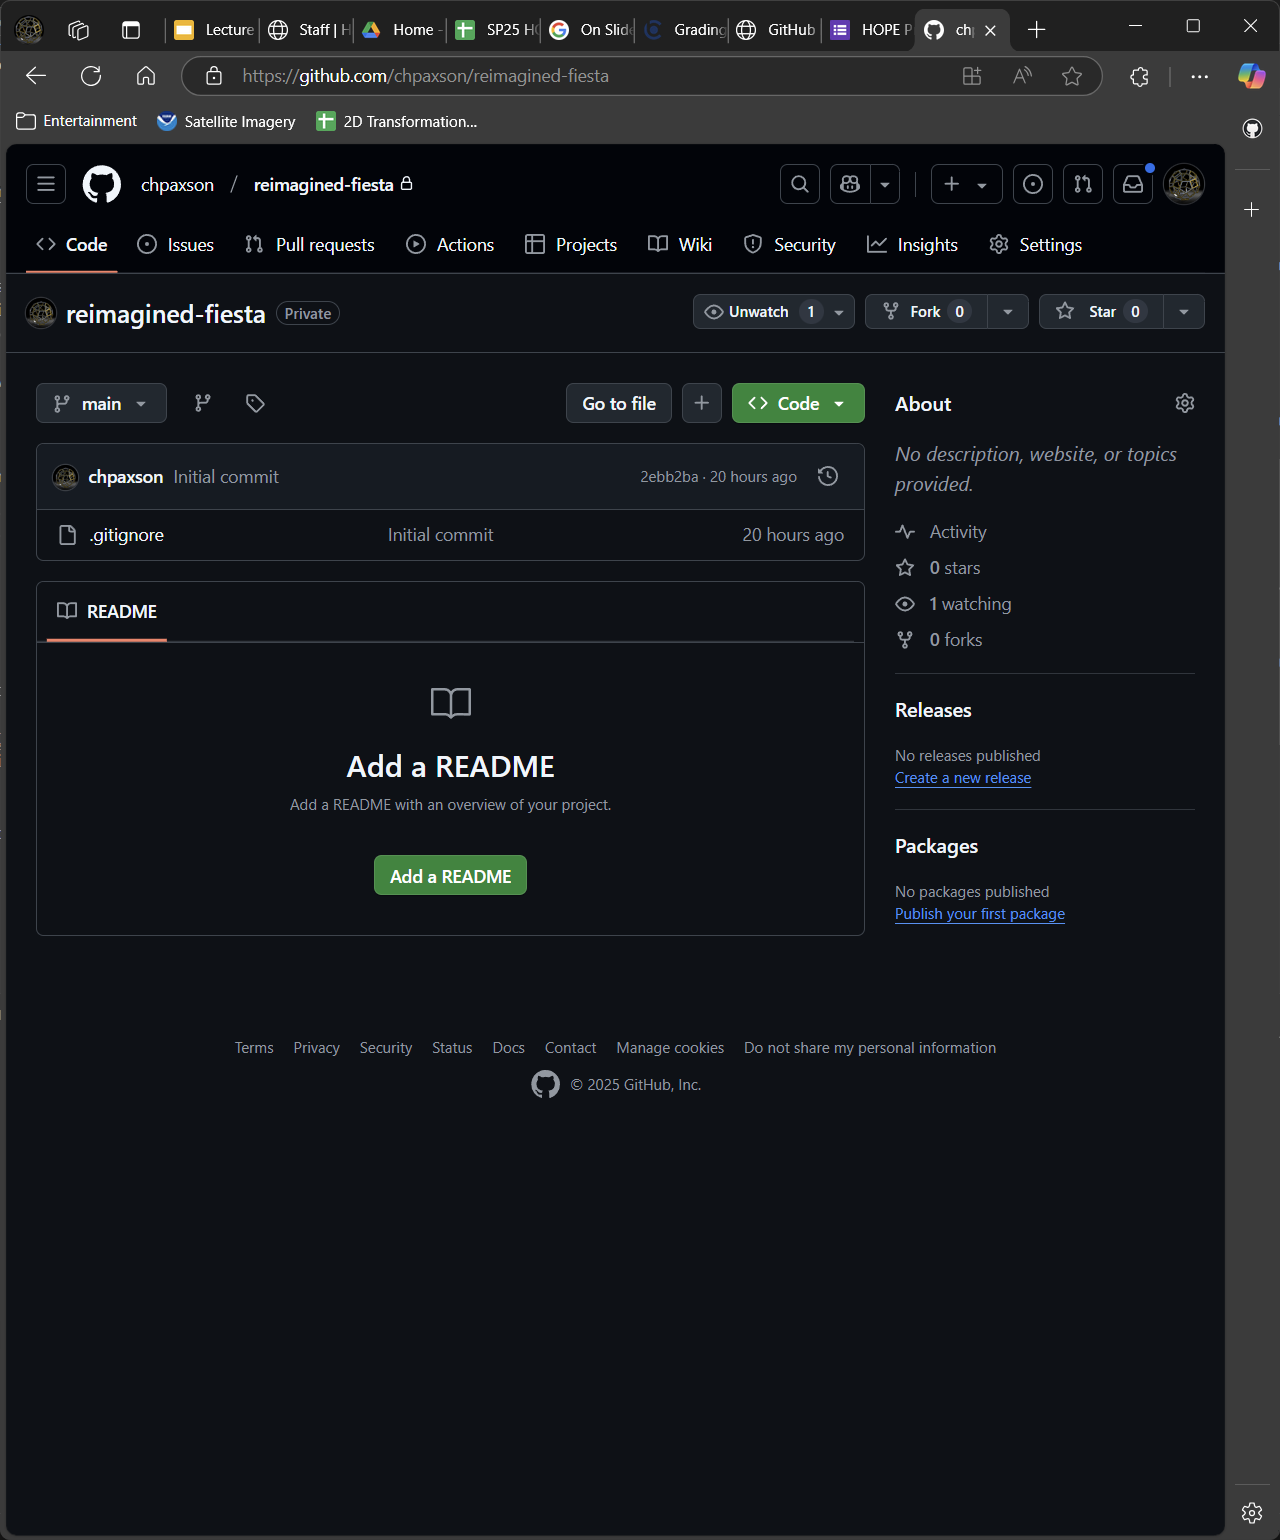 Lecture
Staff | H
Home -
SP25 HO
On Slide
Grading
GitHub
HOPE P
ch
https://github.com/chpaxson/reimagined-fiesta
Entertainment
Satellite Imagery
2D Transformation...
chpaxson / reimagined-fiesta
Code
Issues
Pull requests
Actions
Projects
Wiki
Security
Insights
Settings
reimagined-fiesta Private
Unwatch 1
Fork 0
Star 0
main
Go to file
Code
chpaxson Initial commit 2ebb2ba · 20 hours ago
.gitignore Initial commit 20 hours ago
README
Add a README
Add a README with an overview of your project.
Add a README
About
No description, website, or topics
provided.
Activity
0 stars
1 watching
0 forks
Releases
No releases published
Create a new release
Packages
No packages published
Publish your first package
Terms Privacy Security Status Docs Contact Manage cookies Do not share my personal information
© 2025 GitHub, Inc.